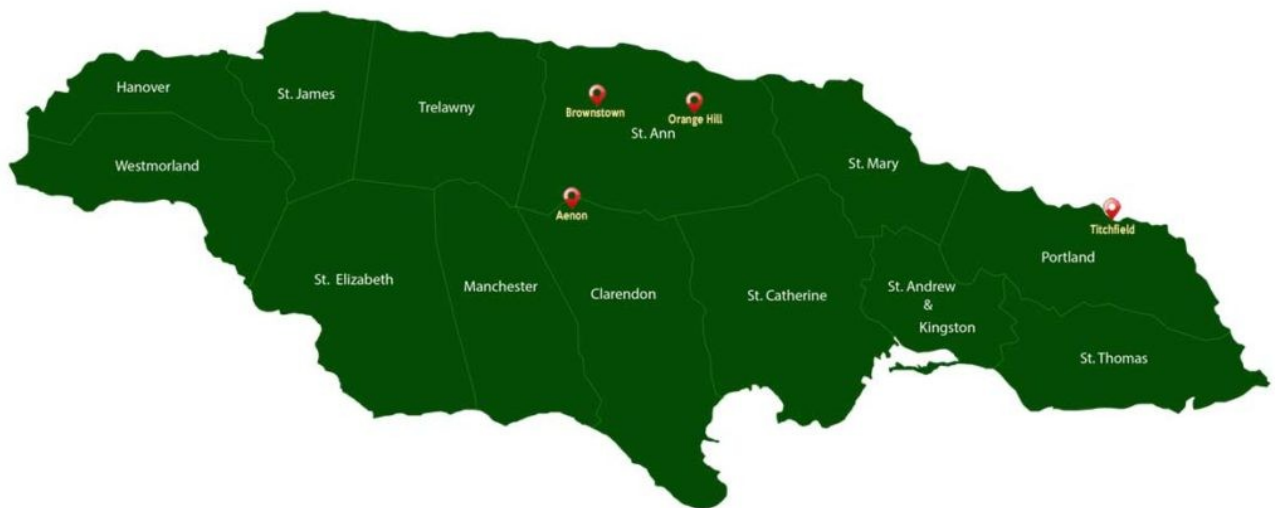 Hanover
St. James
Trelawny
Brownstown
Orange Hill
St. Ann
Westmorland
St. Mary
Aenon
Titchfield
Portland
St. Elizabeth
Manchester
Clarendon
St. Catherine
St. Andrew
&
Kingston
St. Thomas